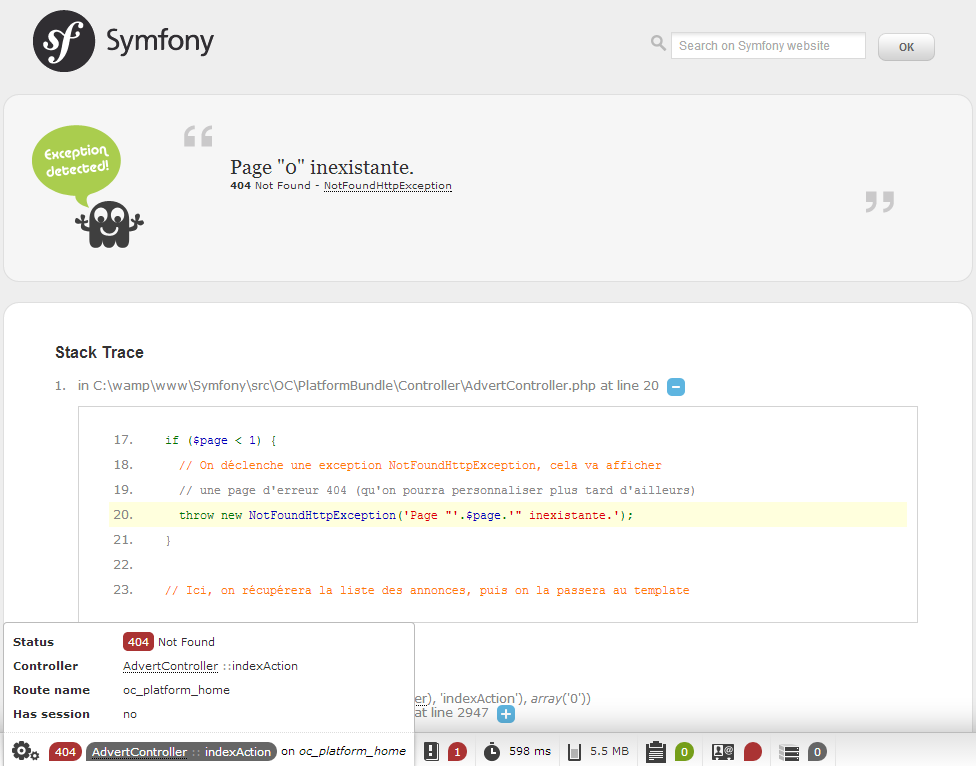 sf Symfony
Search on Symfony website
OK
Exception
detected!
“
Page "0" inexistante.
404 Not Found - NotFoundHttpException
”
Stack Trace
1. in C:\wamp\www\Symfony\src\OC\PlatformBundle\Controller\AdvertController.php at line 20
17. if ($page < 1) {
18. // On déclenche une exception NotFoundHttpException, cela va afficher
19. // une page d'erreur 404 (qu'on pourra personnaliser plus tard d'ailleurs)
20. throw new NotFoundHttpException('Page "'.$page.'" inexistante.');
21. }
22.
23. // Ici, on récupérera la liste des annonces, puis on la passera au template
Status 404 Not Found
Controller AdvertController :: indexAction
Route name oc_platform_home
Has session no
er), 'indexAction'), array('0'))
at line 2947
404 AdvertController :: indexAction on oc_platform_home 1 598 ms 5.5 MB 0 0